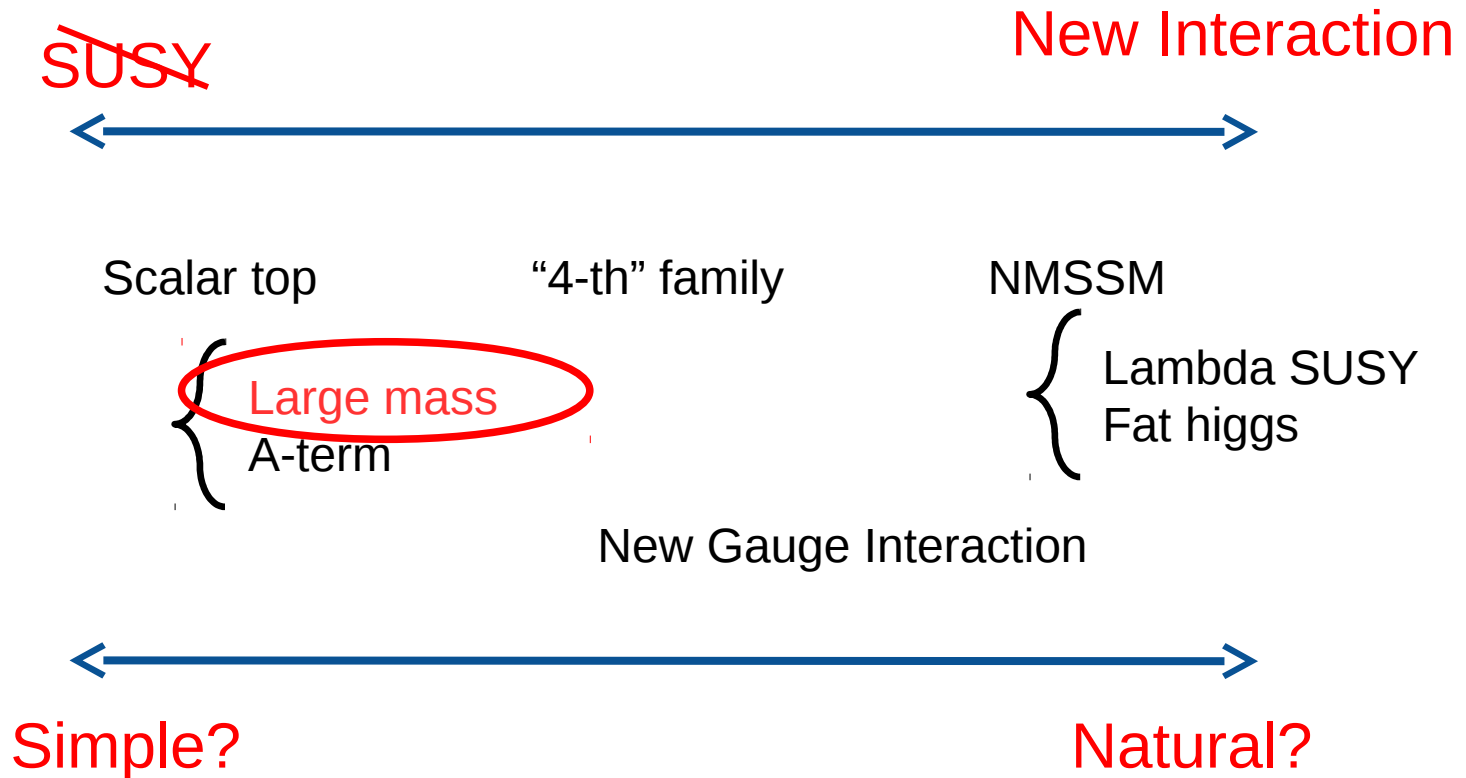 SUSY
New Interaction
Scalar top
“4-th” family
NMSSM
Large mass
A-term
Lambda SUSY
Fat higgs
New Gauge Interaction
Simple?
Natural?